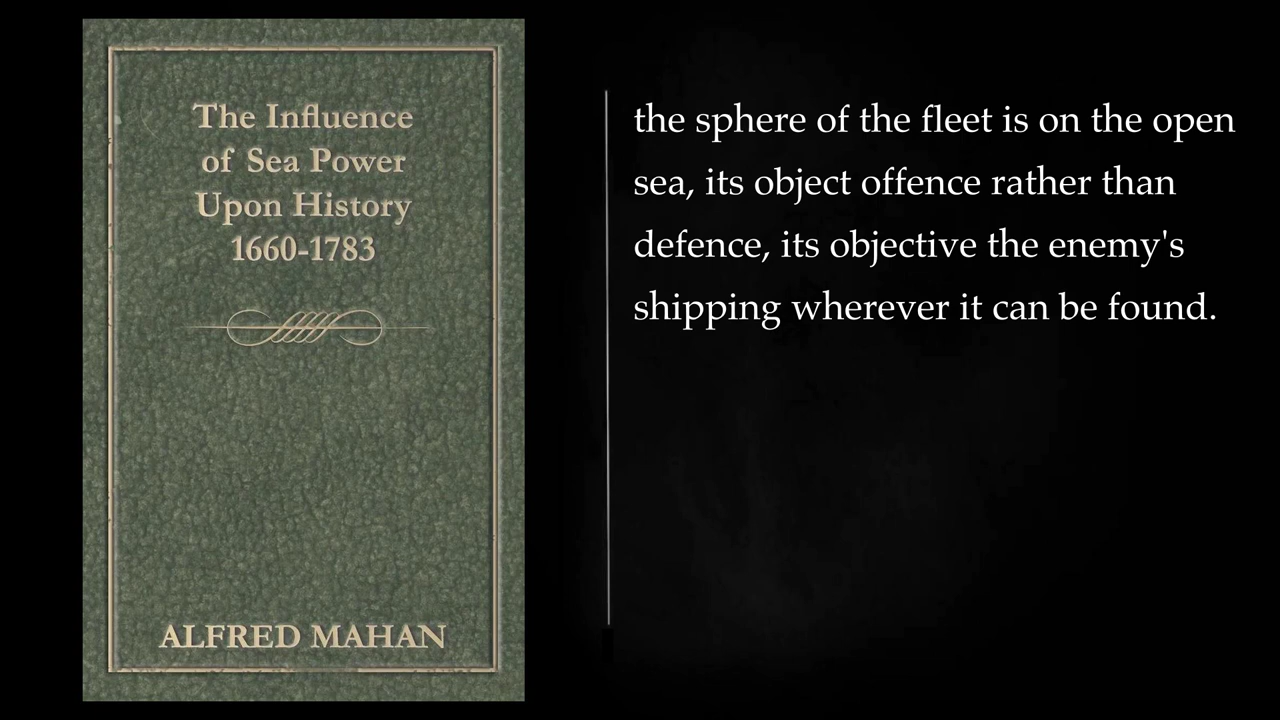 The Influence
of Sea Power
Upon History
1660-1783
ALFRED MAHAN
the sphere of the fleet is on the open
sea, its object offence rather than
defence, its objective the enemy's
shipping wherever it can be found.